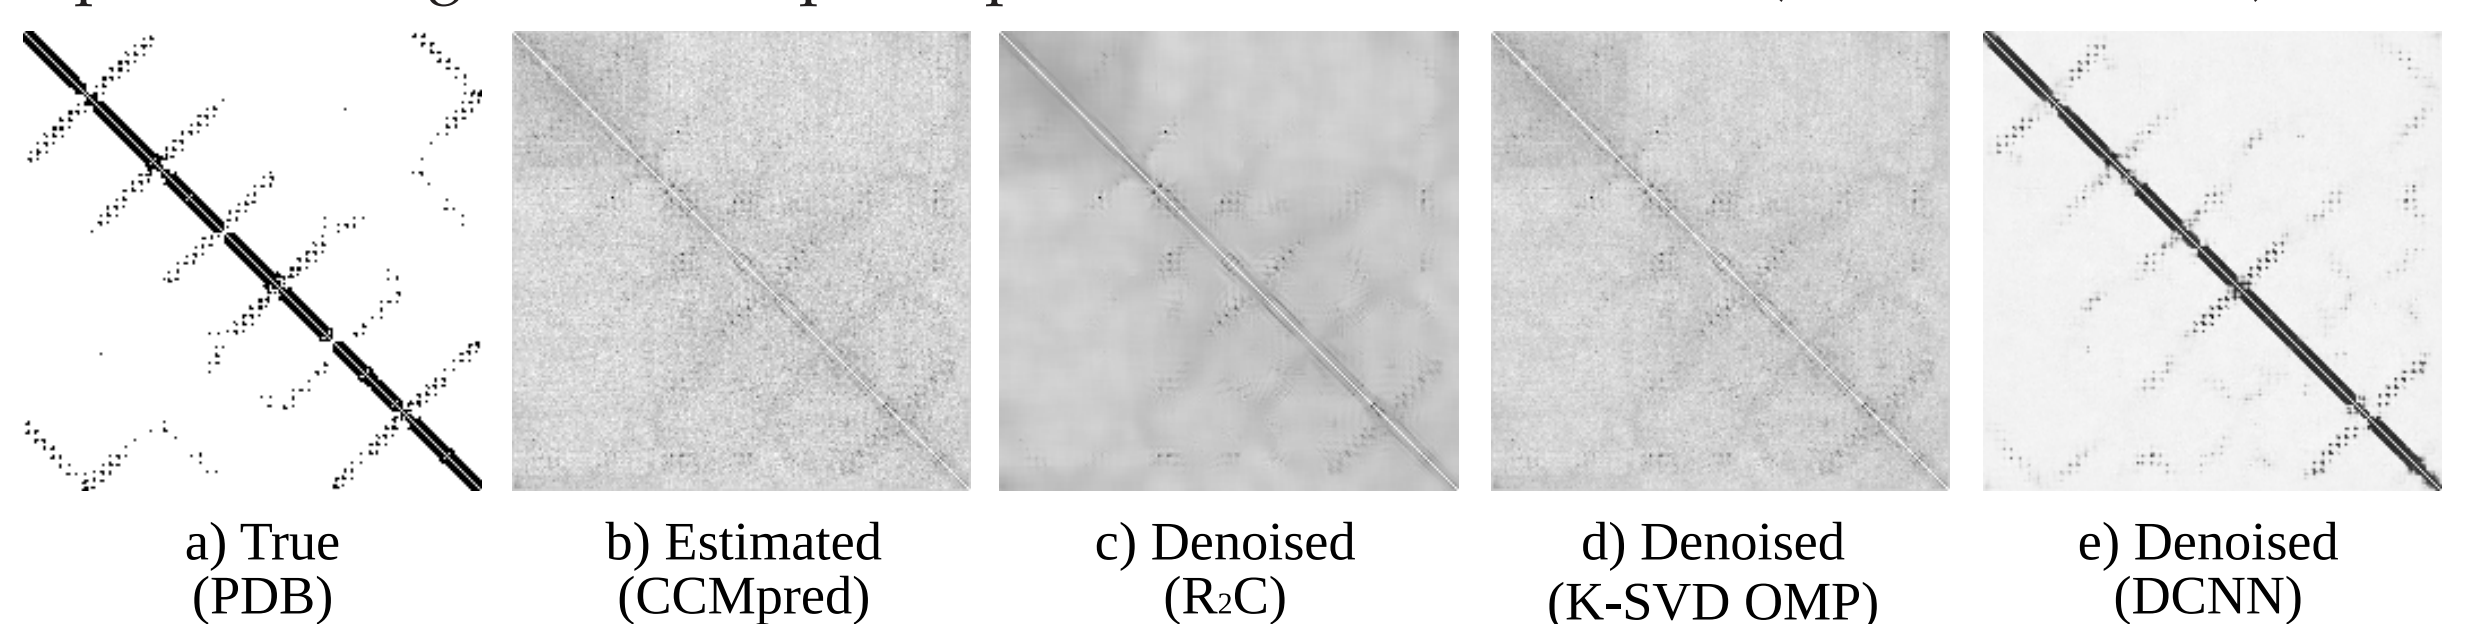 a) True
(PDB)
b) Estimated
(CCMpred)
c) Denoised
(R2C)
d) Denoised
(K-SVD OMP)
e) Denoised
(DCNN)